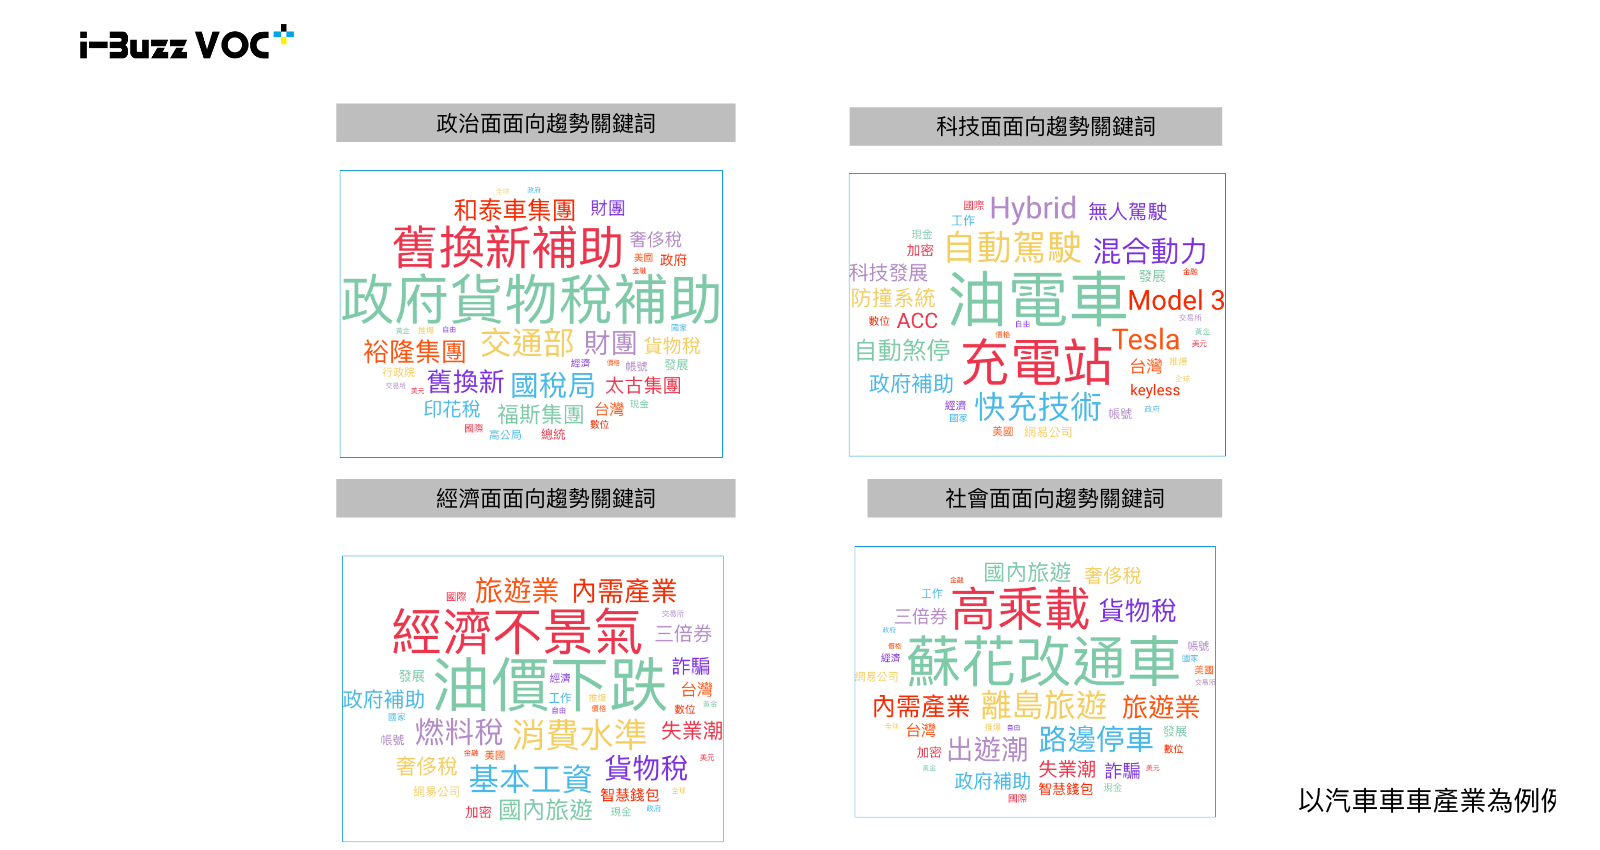 i-Buzz VOC+
政治面面向趨勢關鍵詞
全球 政府
和泰車集團 財團
舊換新補助 奢侈稅
美國 政府
金融
政府貨物稅補助
黃金 推爆 自由 國家
裕隆集團 交通部 財團 貨物稅
經濟 價格 帳號 發展
行政院 舊換新 國稅局 太古集團
交易所 美元
印花稅 福斯集團 台灣 現金
國際 高公局 總統 數位
科技面面向趨勢關鍵詞
國際 Hybrid 無人駕駛
工作
現金 自動駕駛 混合動力
加密
科技發展 油電車 發展 金融
防撞系統 Model 3
數位 ACC 自由 交易所
價格 Tesla 黃金
自動煞停 充電站 美元
台灣 推爆
政府補助 keyless 全球
經濟 快充技術 帳號 政府
國家
美國 網易公司
經濟面面向趨勢關鍵詞
國際 旅遊業 內需產業
交易所
經濟不景氣 三倍券
發展 油價下跌 詐騙
經濟
政府補助 工作 推爆 台灣
國家 自由 價格 數位 黃金
帳號 燃料稅 消費水準 失業潮
金融 美國
奢侈稅 基本工資 貨物稅 美元
網易公司 智慧錢包 全球
加密 國內旅遊 現金 政府
社會面面向趨勢關鍵詞
金融 國內旅遊 奢侈稅
工作
三倍券 高乘載 貨物稅
政府
價格 蘇花改通車 帳號
經濟 國家
網易公司 美國
交易所
內需產業 離島旅遊 旅遊業
全球 台灣 推爆 自由 發展
加密 出遊潮 路邊停車 數位
黃金 失業潮 詐騙 美元
政府補助 智慧錢包 現金
國際
以汽車車車產業為例例